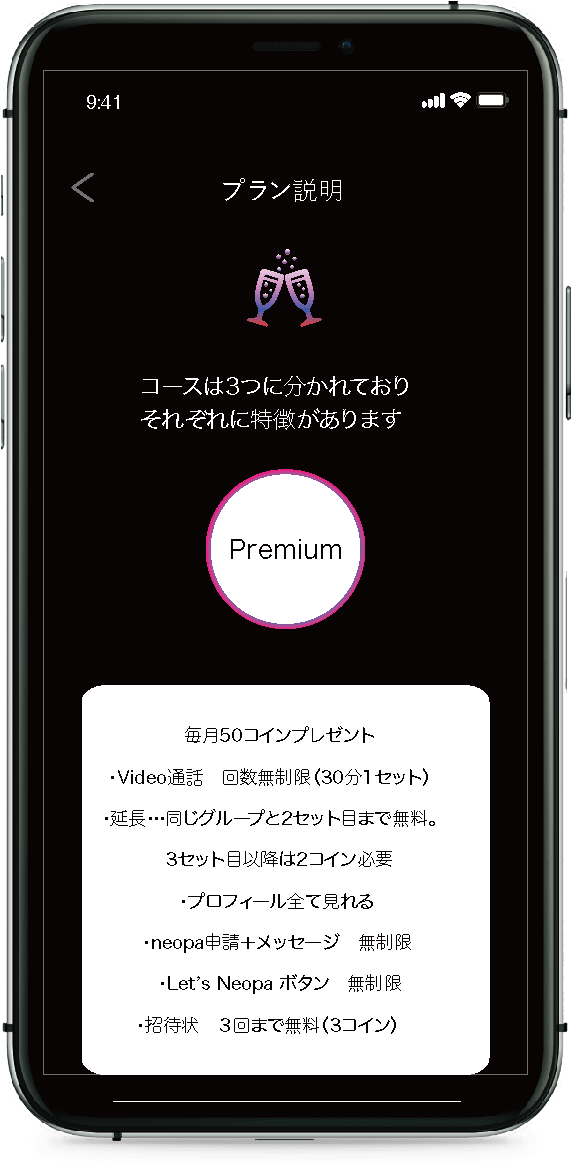 9:41
プラン説明
コースは3つに分かれており
それぞれに特徴があります
Premium
毎月50コインプレゼント
・Video通話　回数無制限（30分1セット）
・延長…同じグループと2セット目まで無料。
3セット目以降は2コイン必要
・プロフィール全て見れる
・neopa申請＋メッセージ　無制限
・Let's Neopa ボタン　無制限
・招待状　3回まで無料（3コイン）